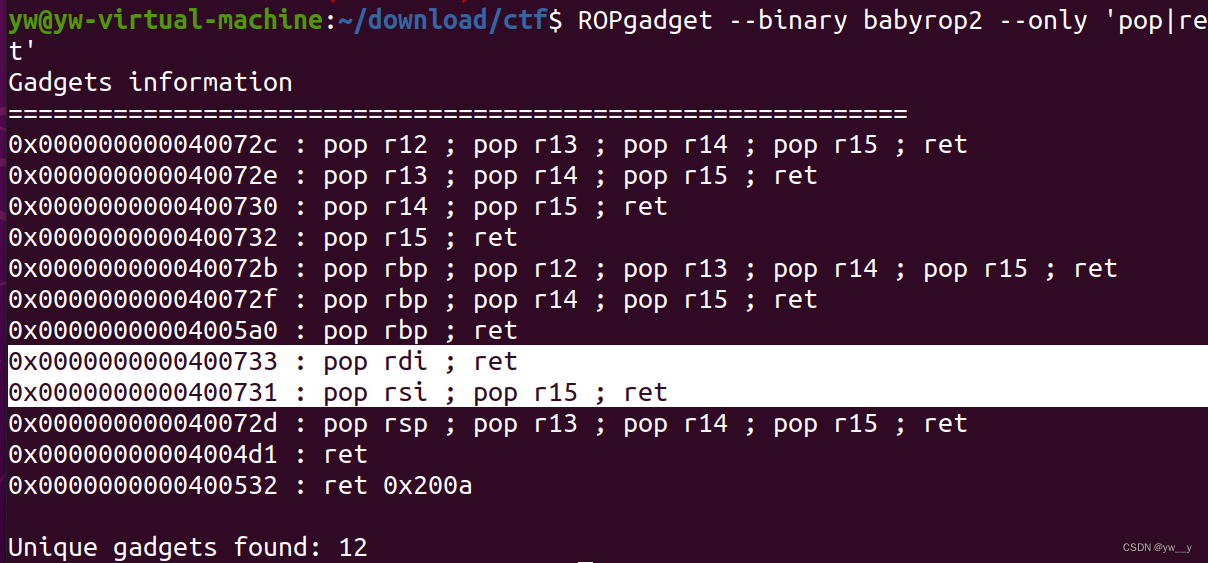 yw@yw-virtual-machine:~/download/ctf$ ROPgadget --binary babyrop2 --only 'pop|re
t'
Gadgets information
============================================================
0x000000000040072c : pop r12 ; pop r13 ; pop r14 ; pop r15 ; ret
0x000000000040072e : pop r13 ; pop r14 ; pop r15 ; ret
0x0000000000400730 : pop r14 ; pop r15 ; ret
0x0000000000400732 : pop r15 ; ret
0x000000000040072b : pop rbp ; pop r12 ; pop r13 ; pop r14 ; pop r15 ; ret
0x000000000040072f : pop rbp ; pop r14 ; pop r15 ; ret
0x00000000004005a0 : pop rbp ; ret
0x0000000000400733 : pop rdi ; ret
0x0000000000400731 : pop rsi ; pop r15 ; ret
0x000000000040072d : pop rsp ; pop r13 ; pop r14 ; pop r15 ; ret
0x00000000004004d1 : ret
0x0000000000400532 : ret 0x200a
Unique gadgets found: 12
CSDN @yw__y